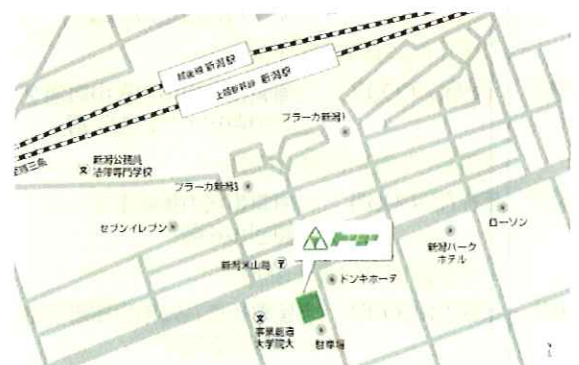 越後線 新潟駅
上越新幹線 新潟駅
プラーカ新潟1
新潟公務員
法律専門学校
プラーカ新潟3
セブンイレブン
ローソン
新潟パーク
ホテル
新潟米山局
ドンキホーテ
事業創造
大学院大
駐車場